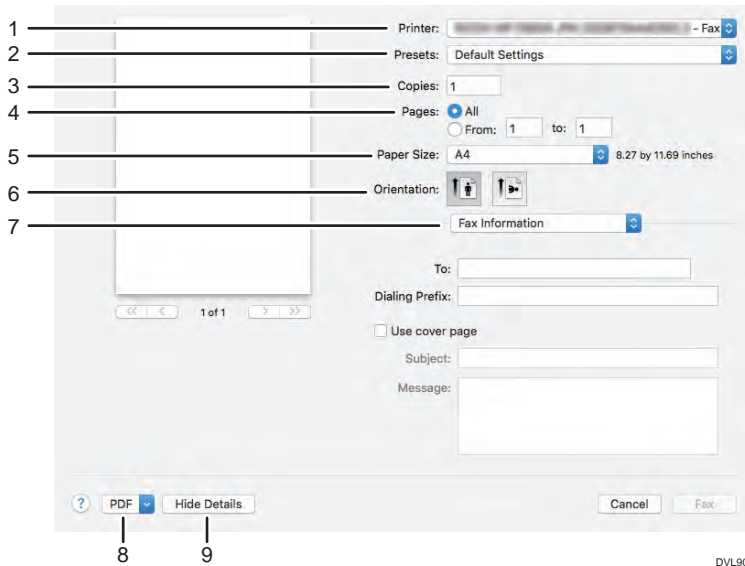 1 Printer: - Fax
2 Presets: Default Settings
3 Copies: 1
4 Pages: All
From: 1 to: 1
5 Paper Size: A4 8.27 by 11.69 inches
6 Orientation:
7 Fax Information
To:
Dialing Prefix:
<< < 1 of 1 > >>
Use cover page
Subject:
Message:
? PDF Hide Details Cancel Fax
8 9
DVL90